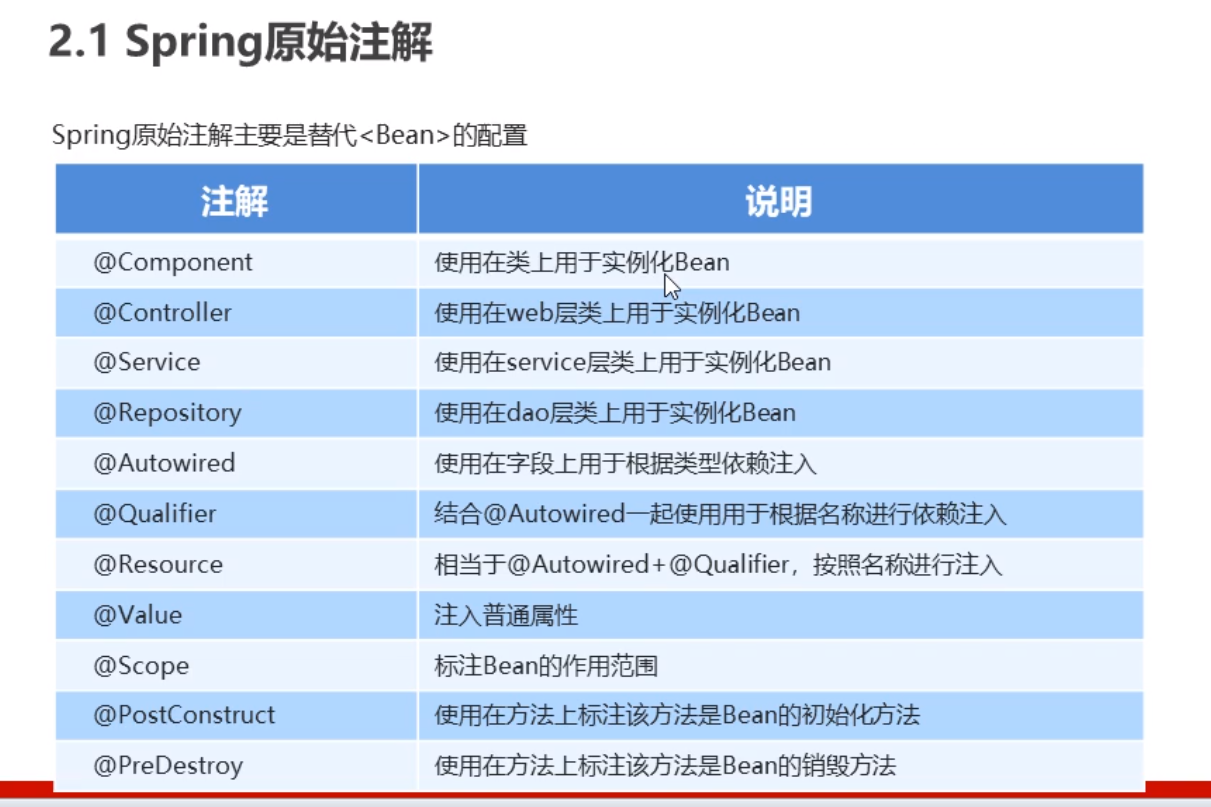 2.1 Spring原始注解
Spring原始注解主要是替代<Bean>的配置
注解 说明
@Component 使用在类上用于实例化Bean
@Controller 使用在web层类上用于实例化Bean
@Service 使用在service层类上用于实例化Bean
@Repository 使用在dao层类上用于实例化Bean
@Autowired 使用在字段上用于根据类型依赖注入
@Qualifier 结合@Autowired一起使用用于根据名称进行依赖注入
@Resource 相当于@Autowired+@Qualifier，按照名称进行注入
@Value 注入普通属性
@Scope 标注Bean的作用范围
@PostConstruct 使用在方法上标注该方法是Bean的初始化方法
@PreDestroy 使用在方法上标注该方法是Bean的销毁方法